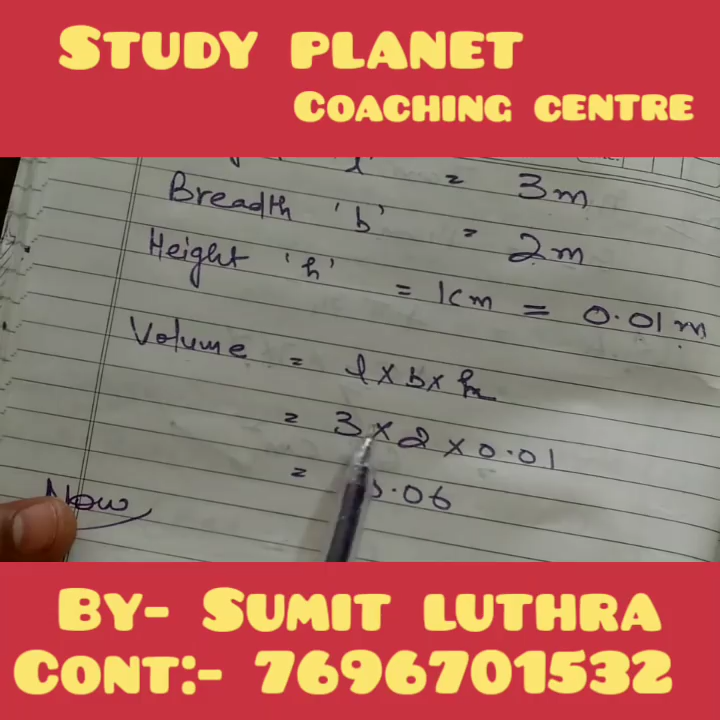 STUDY PLANET
COACHING CENTRE
= 3m
Breadth 'b' = 2m
Height 'h' = 1cm = 0.01m
Volume = l×b×h
= 3×2×0.01
= .06
Now
BY- SUMIT LUTHRA
CONT:- 7696701532